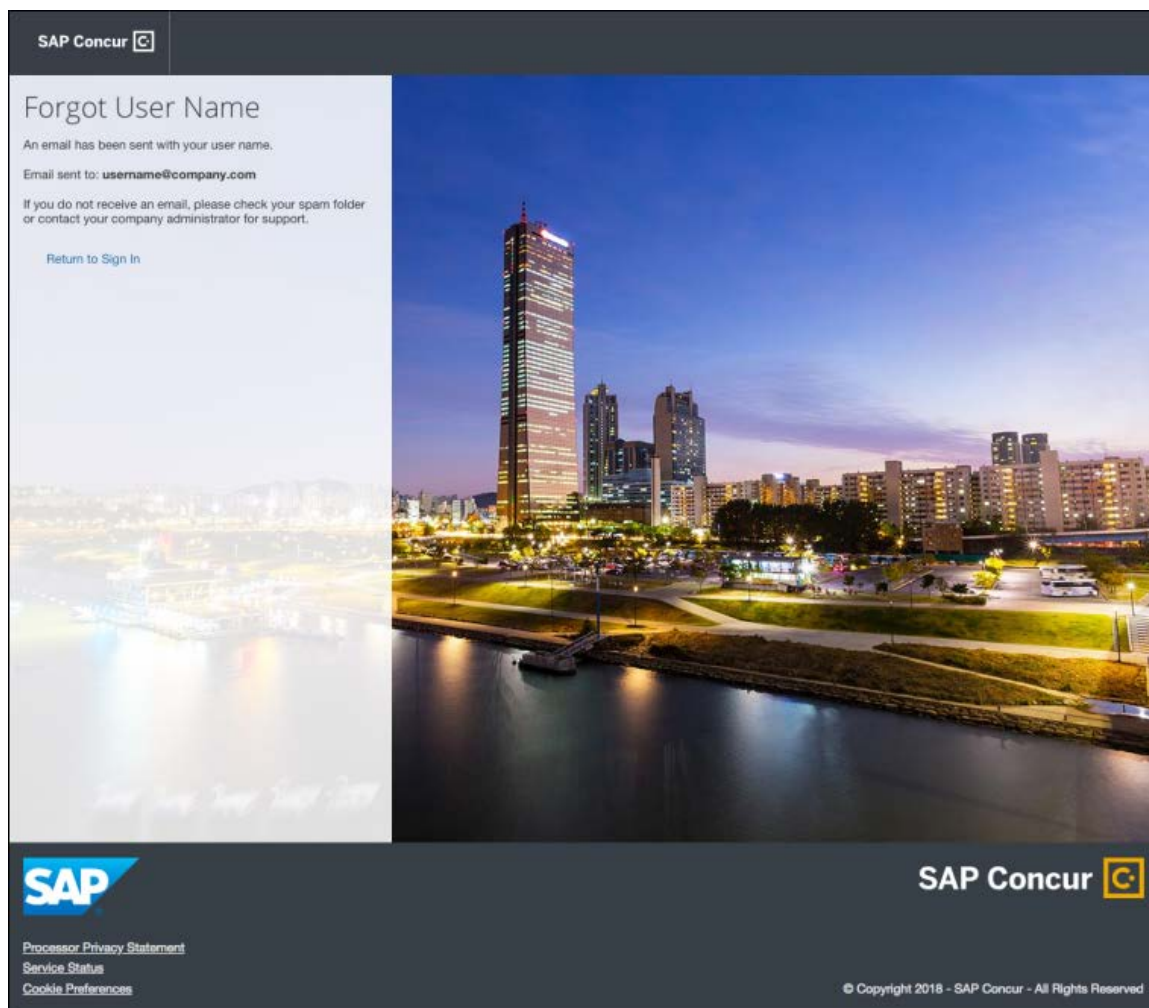 SAP Concur
Forgot User Name
An email has been sent with your user name.
Email sent to: username@company.com
If you do not receive an email, please check your spam folder
or contact your company administrator for support.
Return to Sign In
SAP
SAP Concur
Processor Privacy Statement
Service Status
Cookie Preferences
© Copyright 2018 - SAP Concur - All Rights Reserved